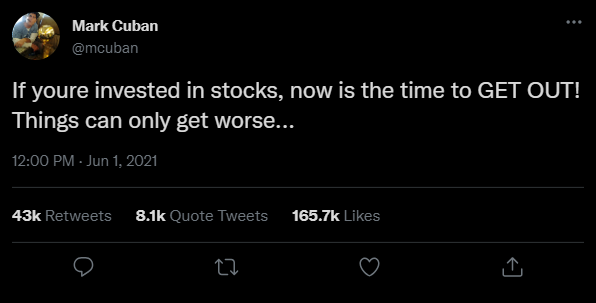 Mark Cuban
@mcuban
If youre invested in stocks, now is the time to GET OUT!
Things can only get worse...
12:00 PM · Jun 1, 2021
43k Retweets 8.1k Quote Tweets 165.7k Likes